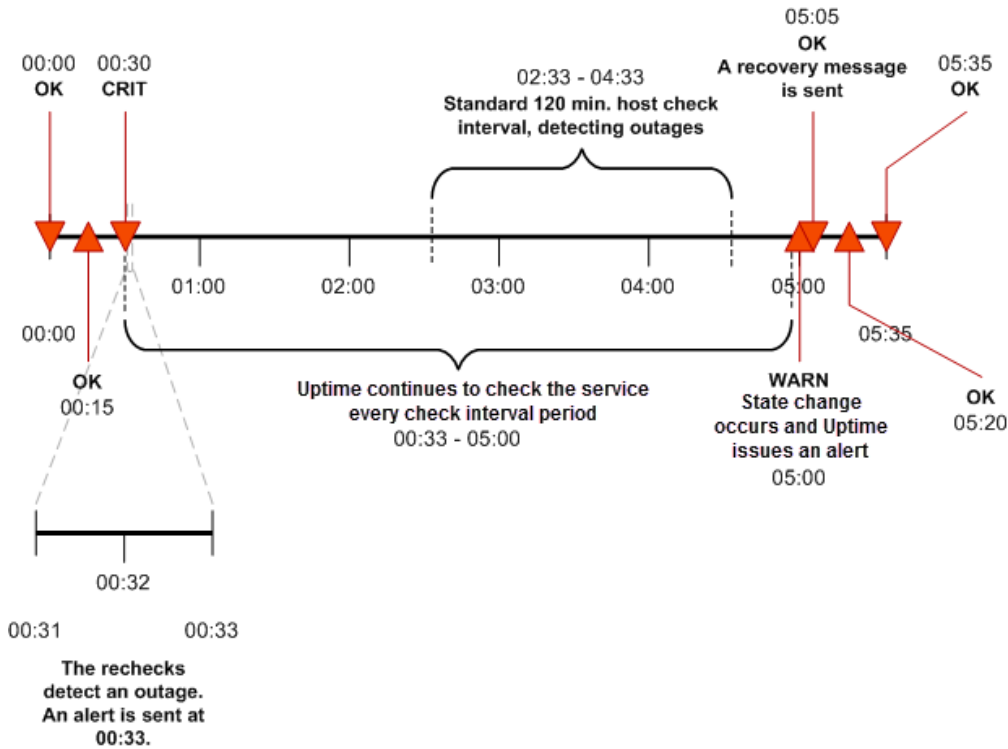 00:00
OK
00:30
CRIT
02:33 - 04:33
Standard 120 min. host check
interval, detecting outages
05:05
OK
A recovery message
is sent
05:35
OK
01:00
02:00
03:00
04:00
05:00
00:00
05:35
OK
00:15
Uptime continues to check the service
every check interval period
00:33 - 05:00
WARN
State change
occurs and Uptime
issues an alert
05:00
OK
05:20
00:32
00:31
00:33
The rechecks
detect an outage.
An alert is sent at
00:33.